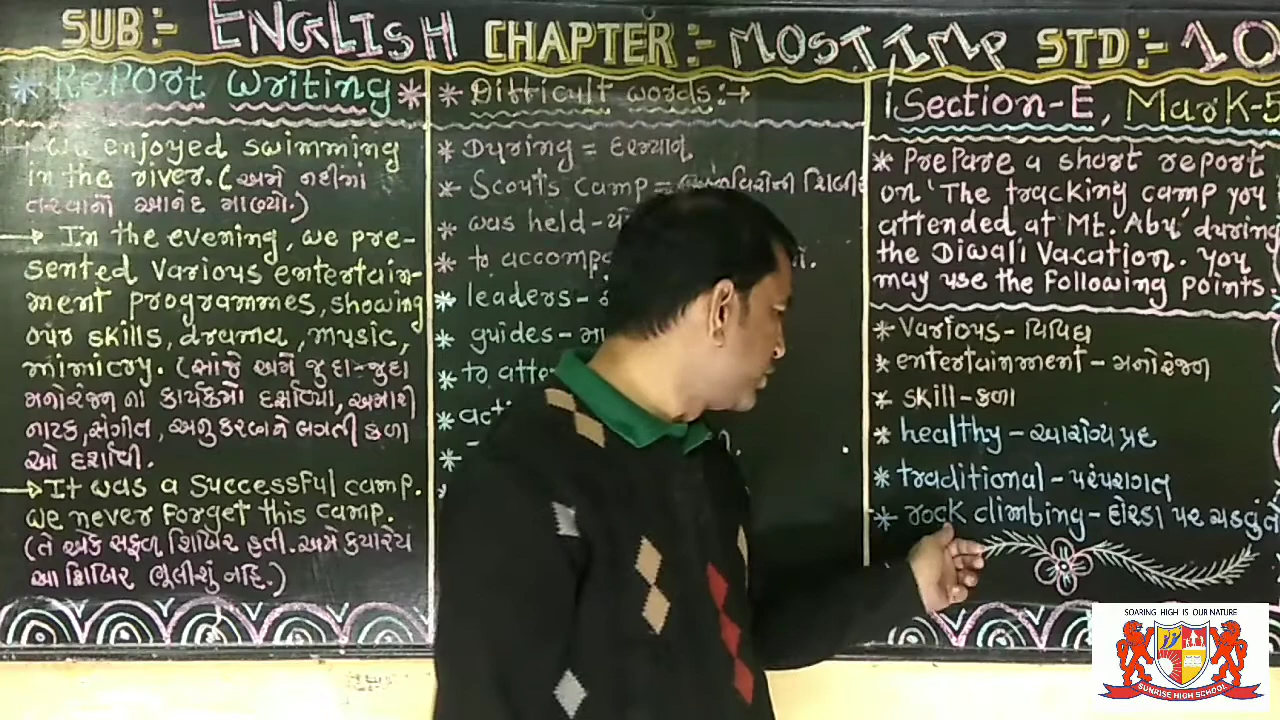 SUB:- ENGLISH CHAPTER:- MOST IMP STD:- 10
* Report Writing *
→ We enjoyed swimming
in the river. (અમે નદીમાં
તરવાનો આનંદ માણ્યો.)
→ In the evening, we pre-
sented various entertain-
ment programmes, showing
our skills, drama, music,
mimicry. (સાંજે અમે જુદા-જુદા
મનોરંજન ના કાર્યક્રમો દર્શાવ્યા, અમારી
નાટક, સંગીત, અનુકરણને લગતી કળા
ઓ દર્શાવી.
→ It was a successful camp.
We never forget this camp.
(તે એક સફળ શિબિર હતી. અમે ક્યારેય
આ શિબિર ભૂલીશું નહિ.)
* Difficult words:→
* During = દરમ્યાન
* Scout's camp =
* was held -
* to
* leaders -
* guides -
*
*
*
Section-E, Mark-5
* Prepare a short report
on 'The tracking camp you
attended at Mt. Abu' during
the Diwali Vacation. you
may use the following points.
* Various - વિવિધ
* entertainment - મનોરંજન
* skill - કળા
* healthy - આરોગ્ય પ્રદ
* traditional - પરંપરાગત
* rock climbing - પર ચડવું તે
SOARING HIGH IS OUR NATURE
SUNRISE HIGH SCHOOL